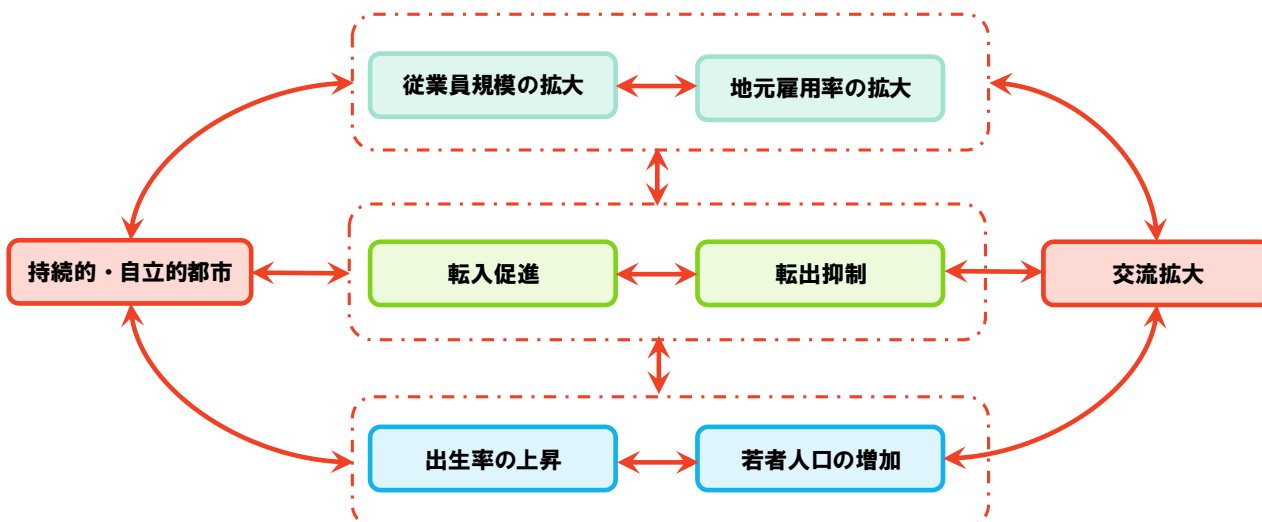 従業員規模の拡大
地元雇用率の拡大
持続的・自立的都市
転入促進
転出抑制
交流拡大
出生率の上昇
若者人口の増加